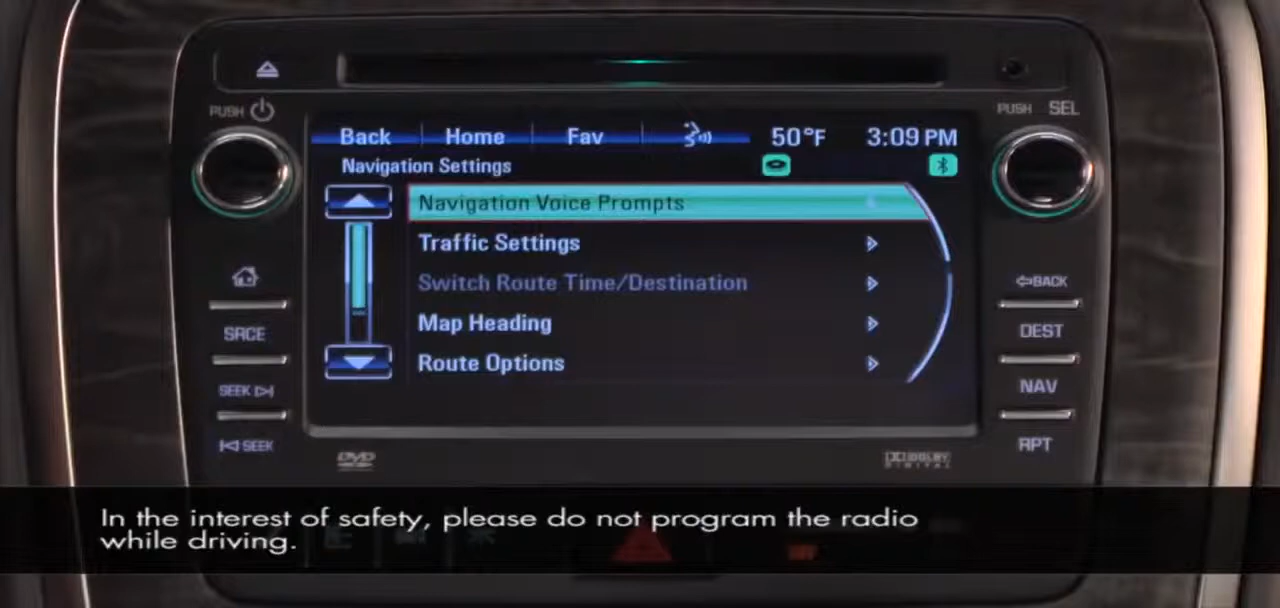 PUSH
PUSH SEL
Back Home Fav 50°F 3:09 PM
Navigation Settings
Navigation Voice Prompts
Traffic Settings
Switch Route Time/Destination
Map Heading
Route Options
SRCE
SEEK
SEEK
BACK
DEST
NAV
RPT
DVD
DOLBY
DIGITAL
In the interest of safety, please do not program the radio
while driving.